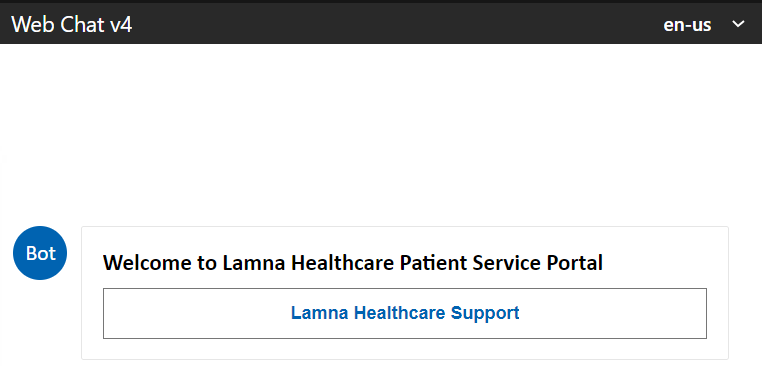 Web Chat v4
en-us
Bot
Welcome to Lamna Healthcare Patient Service Portal
Lamna Healthcare Support